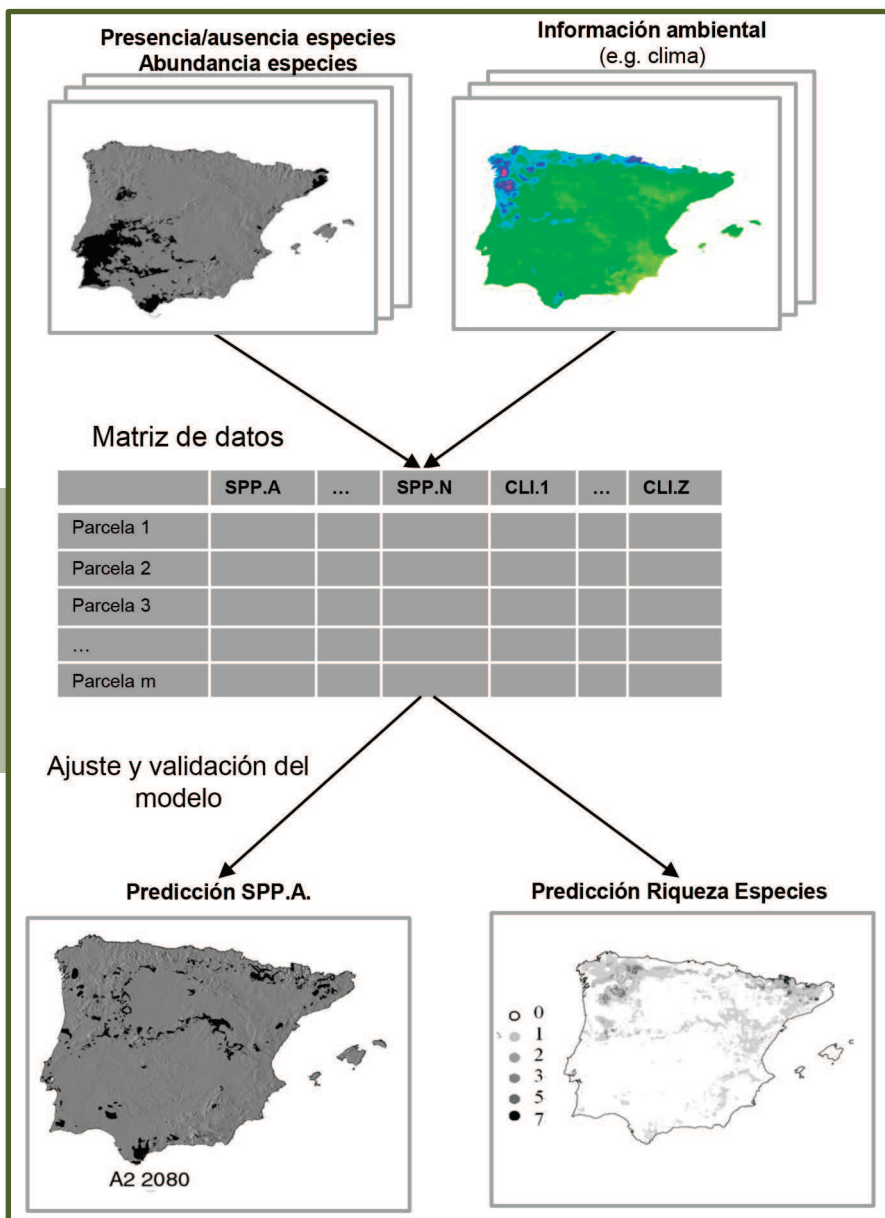 Presencia/ausencia especies
Abundancia especies
Información ambiental
(e.g. clima)
Matriz de datos
SPP.A ... SPP.N CLI.1 ... CLI.Z
Parcela 1
Parcela 2
Parcela 3
...
Parcela m
Ajuste y validación del
modelo
Predicción SPP.A.
Predicción Riqueza Especies
0
1
2
3
5
7
A2 2080